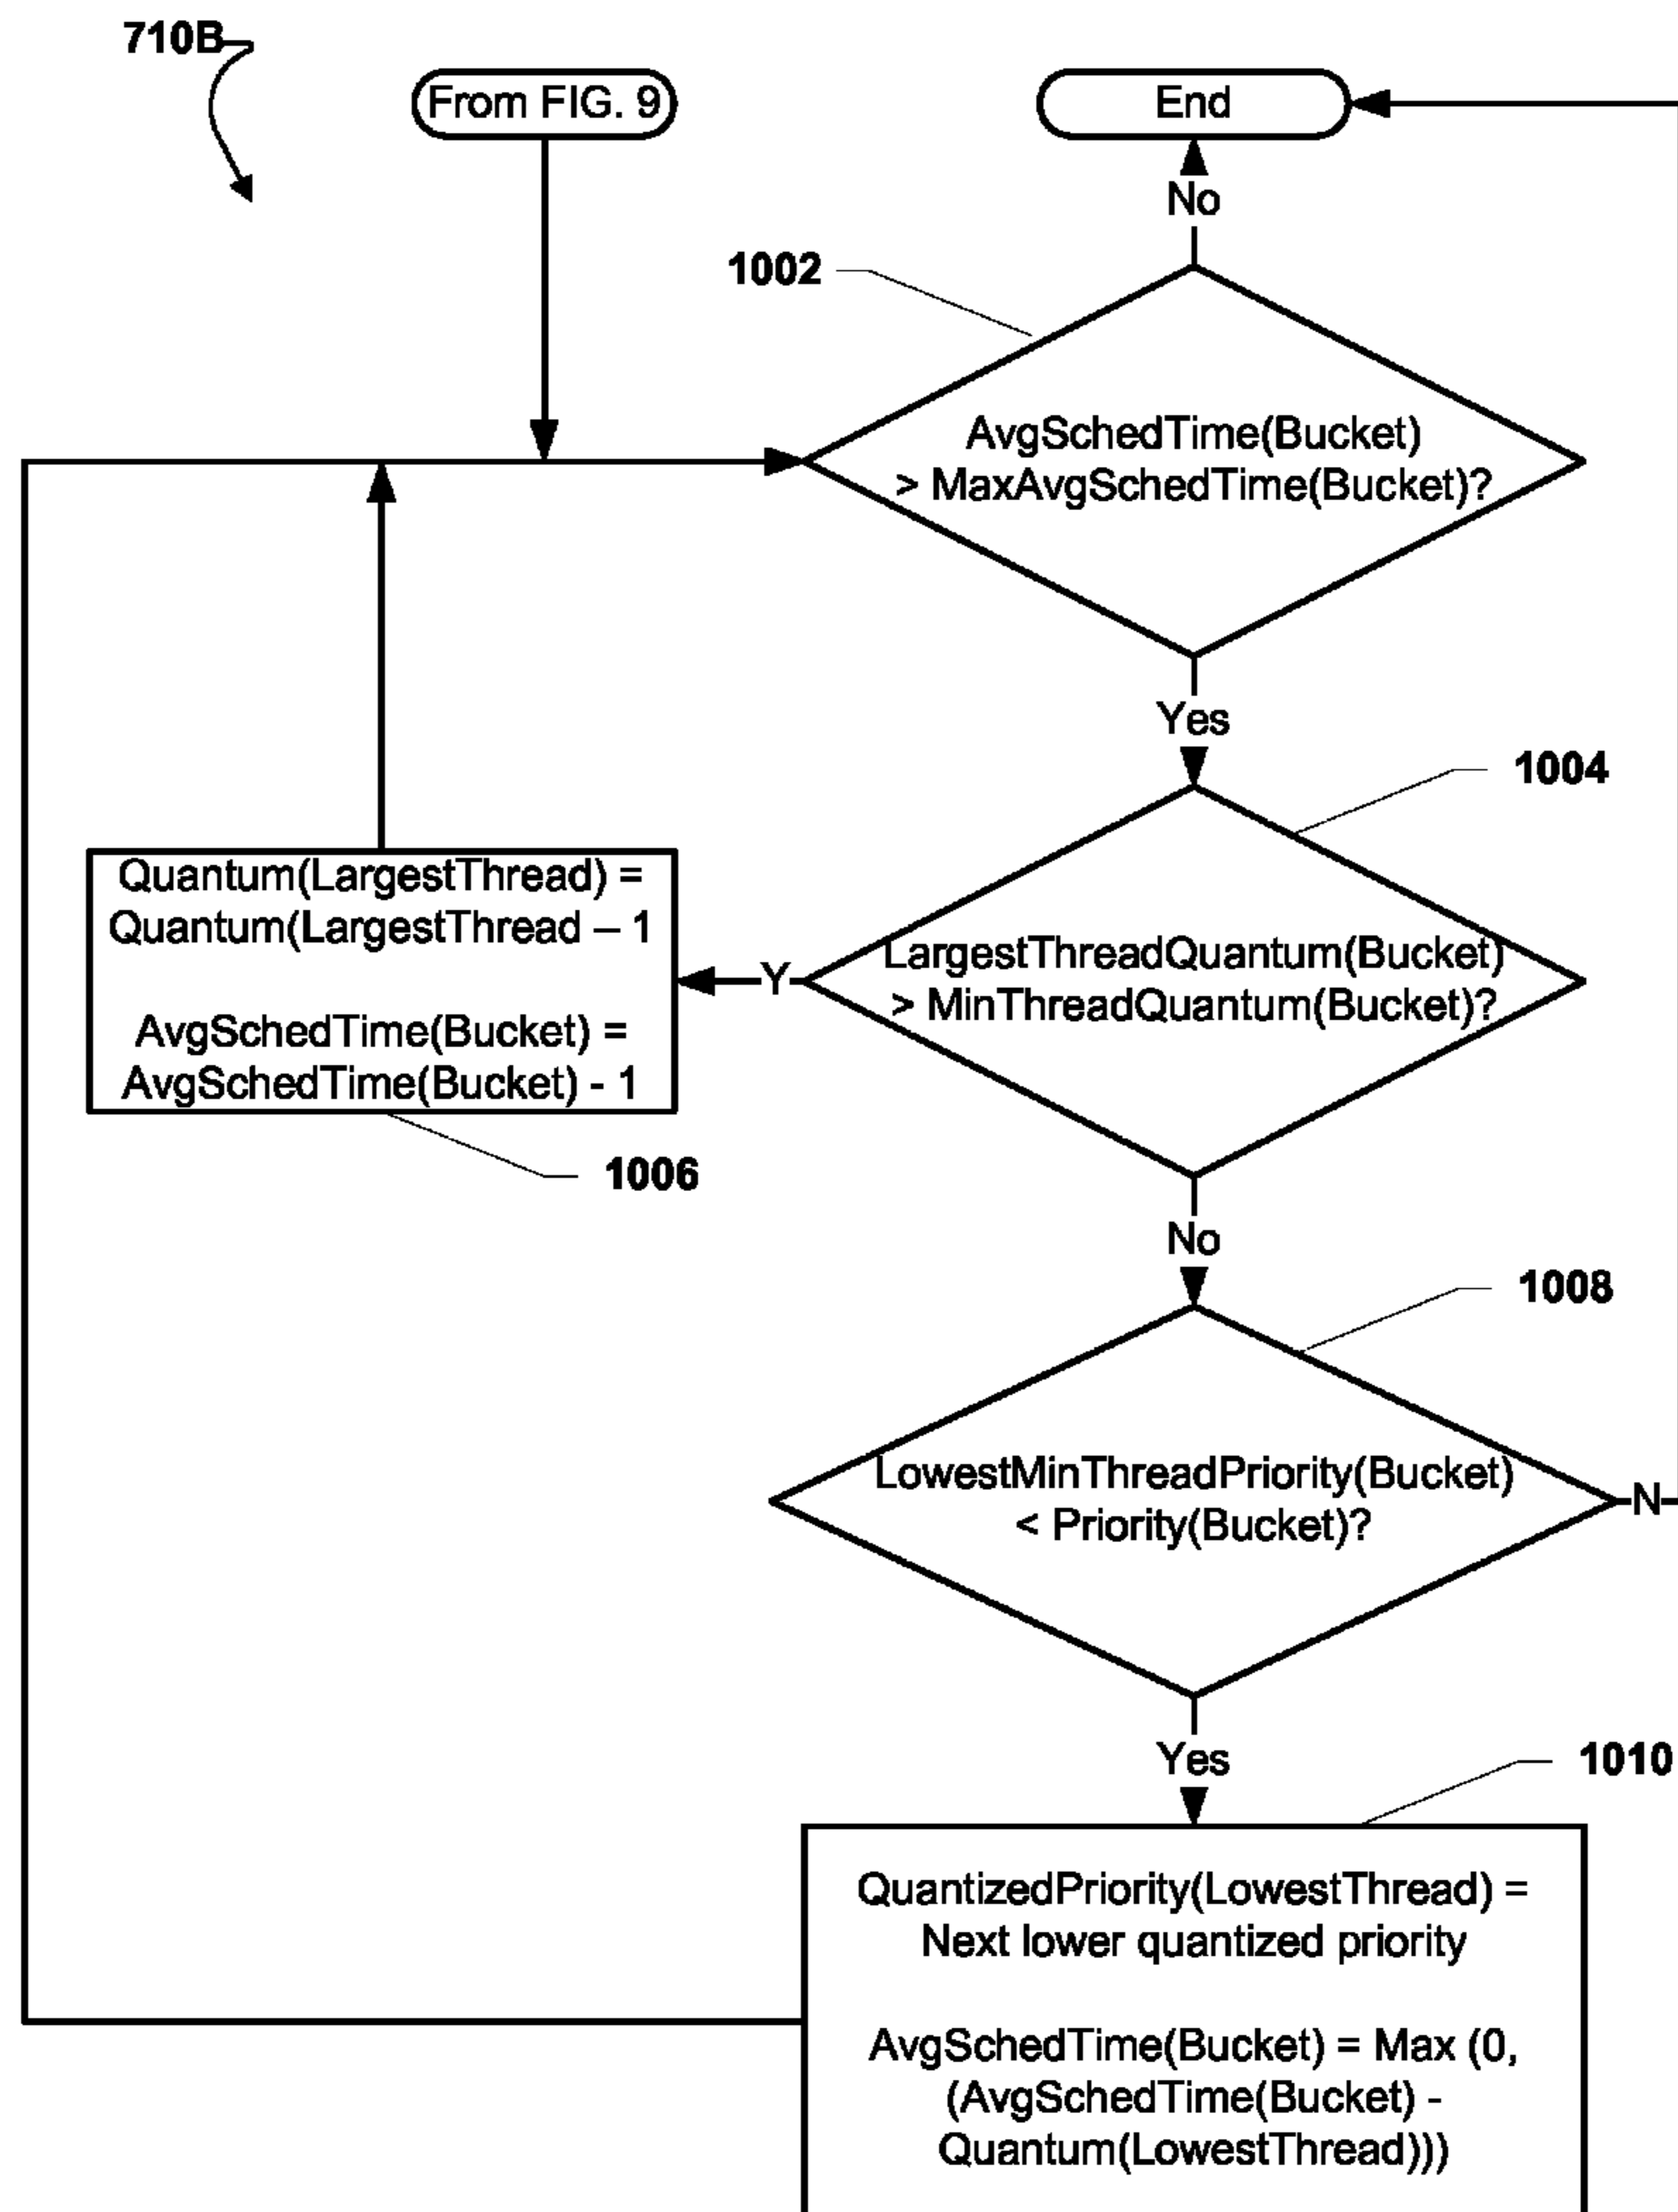 710B
From FIG. 9
End
No
1002
AvgSchedTime(Bucket)
> MaxAvgSchedTime(Bucket)?
Yes
1004
LargestThreadQuantum(Bucket)
> MinThreadQuantum(Bucket)?
Y
Quantum(LargestThread) =
Quantum(LargestThread – 1
AvgSchedTime(Bucket) =
AvgSchedTime(Bucket) - 1
1006
No
1008
LowestMinThreadPriority(Bucket)
< Priority(Bucket)?
N
Yes
1010
QuantizedPriority(LowestThread) =
Next lower quantized priority
AvgSchedTime(Bucket) = Max (0,
(AvgSchedTime(Bucket) -
Quantum(LowestThread)))